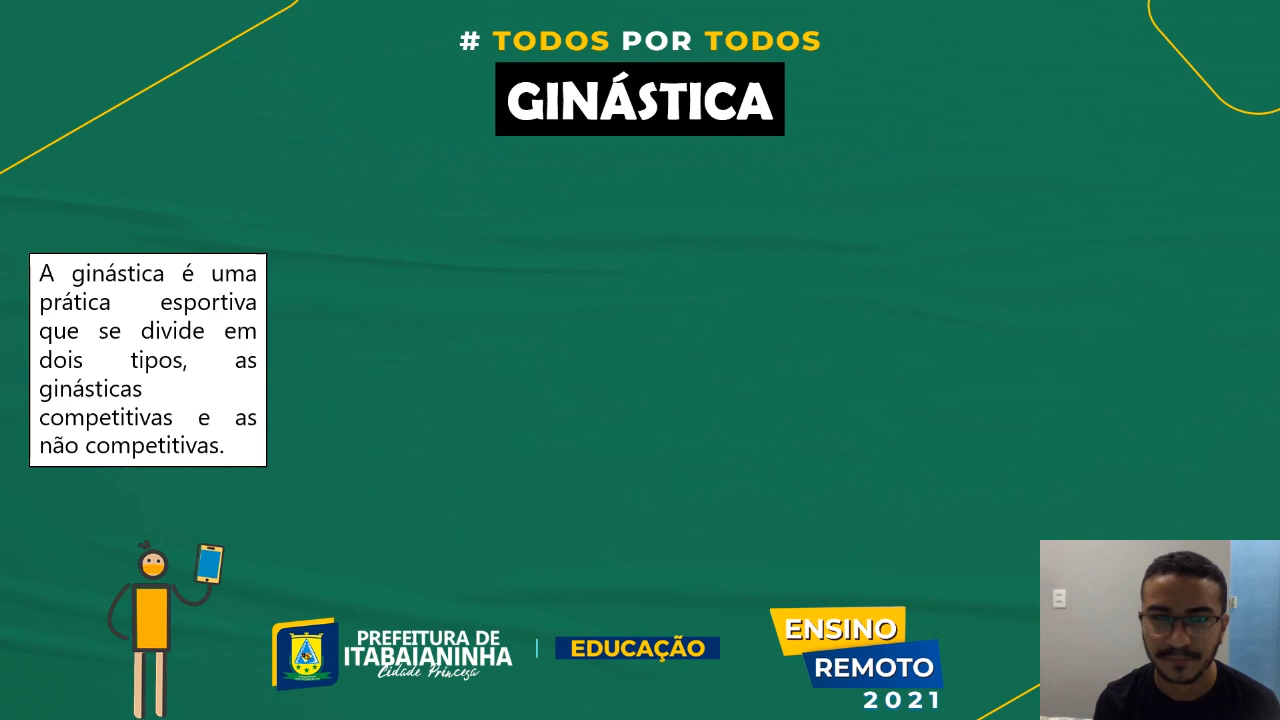 # TODOS POR TODOS
GINÁSTICA
A ginástica é uma
prática esportiva
que se divide em
dois tipos, as
ginásticas
competitivas e as
não competitivas.
PREFEITURA DE
ITABAIANINHA
Cidade Princesa
EDUCAÇÃO
ENSINO
REMOTO
2021